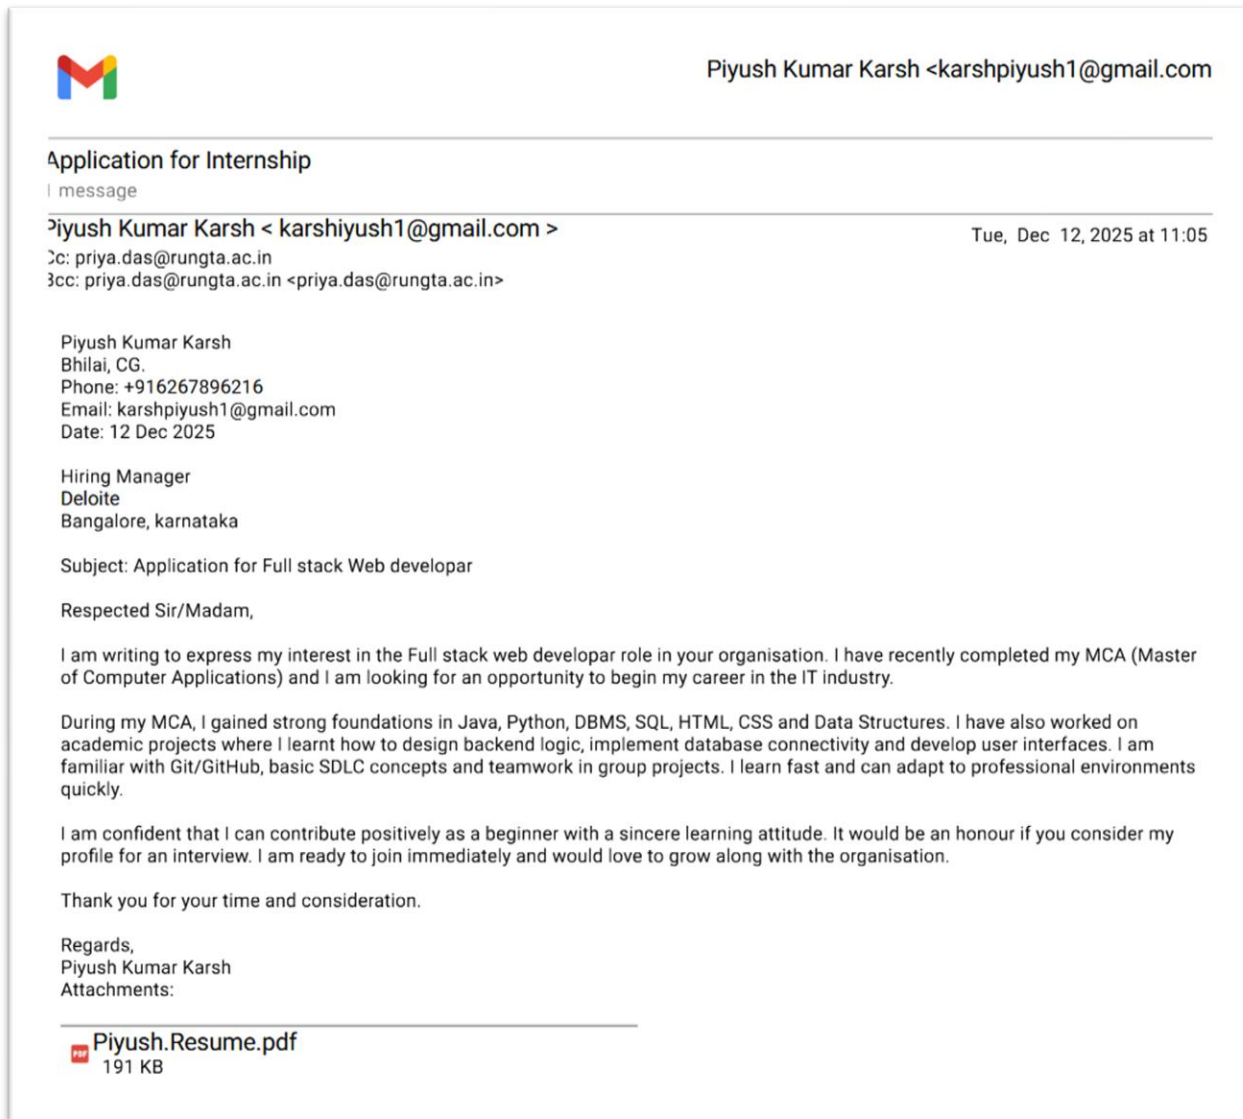 Piyush Kumar Karsh <karshpiyush1@gmail.com
Application for Internship
1 message
Piyush Kumar Karsh < karshiyush1@gmail.com >
Tue, Dec 12, 2025 at 11:05
Cc: priya.das@rungta.ac.in
Bcc: priya.das@rungta.ac.in <priya.das@rungta.ac.in>
Piyush Kumar Karsh
Bhilai, CG.
Phone: +916267896216
Email: karshpiyush1@gmail.com
Date: 12 Dec 2025
Hiring Manager
Deloite
Bangalore, karnataka
Subject: Application for Full stack Web developar
Respected Sir/Madam,
I am writing to express my interest in the Full stack web developar role in your organisation. I have recently completed my MCA (Master
of Computer Applications) and I am looking for an opportunity to begin my career in the IT industry.
During my MCA, I gained strong foundations in Java, Python, DBMS, SQL, HTML, CSS and Data Structures. I have also worked on
academic projects where I learnt how to design backend logic, implement database connectivity and develop user interfaces. I am
familiar with Git/GitHub, basic SDLC concepts and teamwork in group projects. I learn fast and can adapt to professional environments
quickly.
I am confident that I can contribute positively as a beginner with a sincere learning attitude. It would be an honour if you consider my
profile for an interview. I am ready to join immediately and would love to grow along with the organisation.
Thank you for your time and consideration.
Regards,
Piyush Kumar Karsh
Attachments:
PDF Piyush.Resume.pdf
191 KB